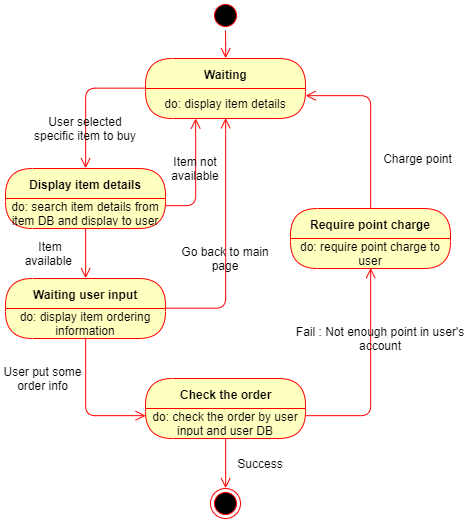 Waiting
do: display item details
User selected
specific item to buy
Item not
available
Charge point
Display item details
do: search item details from
item DB and display to user
Require point charge
do: require point charge to
user
Item
available
Go back to main
page
Waiting user input
do: display item ordering
information
Fail : Not enough point in user's
account
User put some
order info
Check the order
do: check the order by user
input and user DB
Success